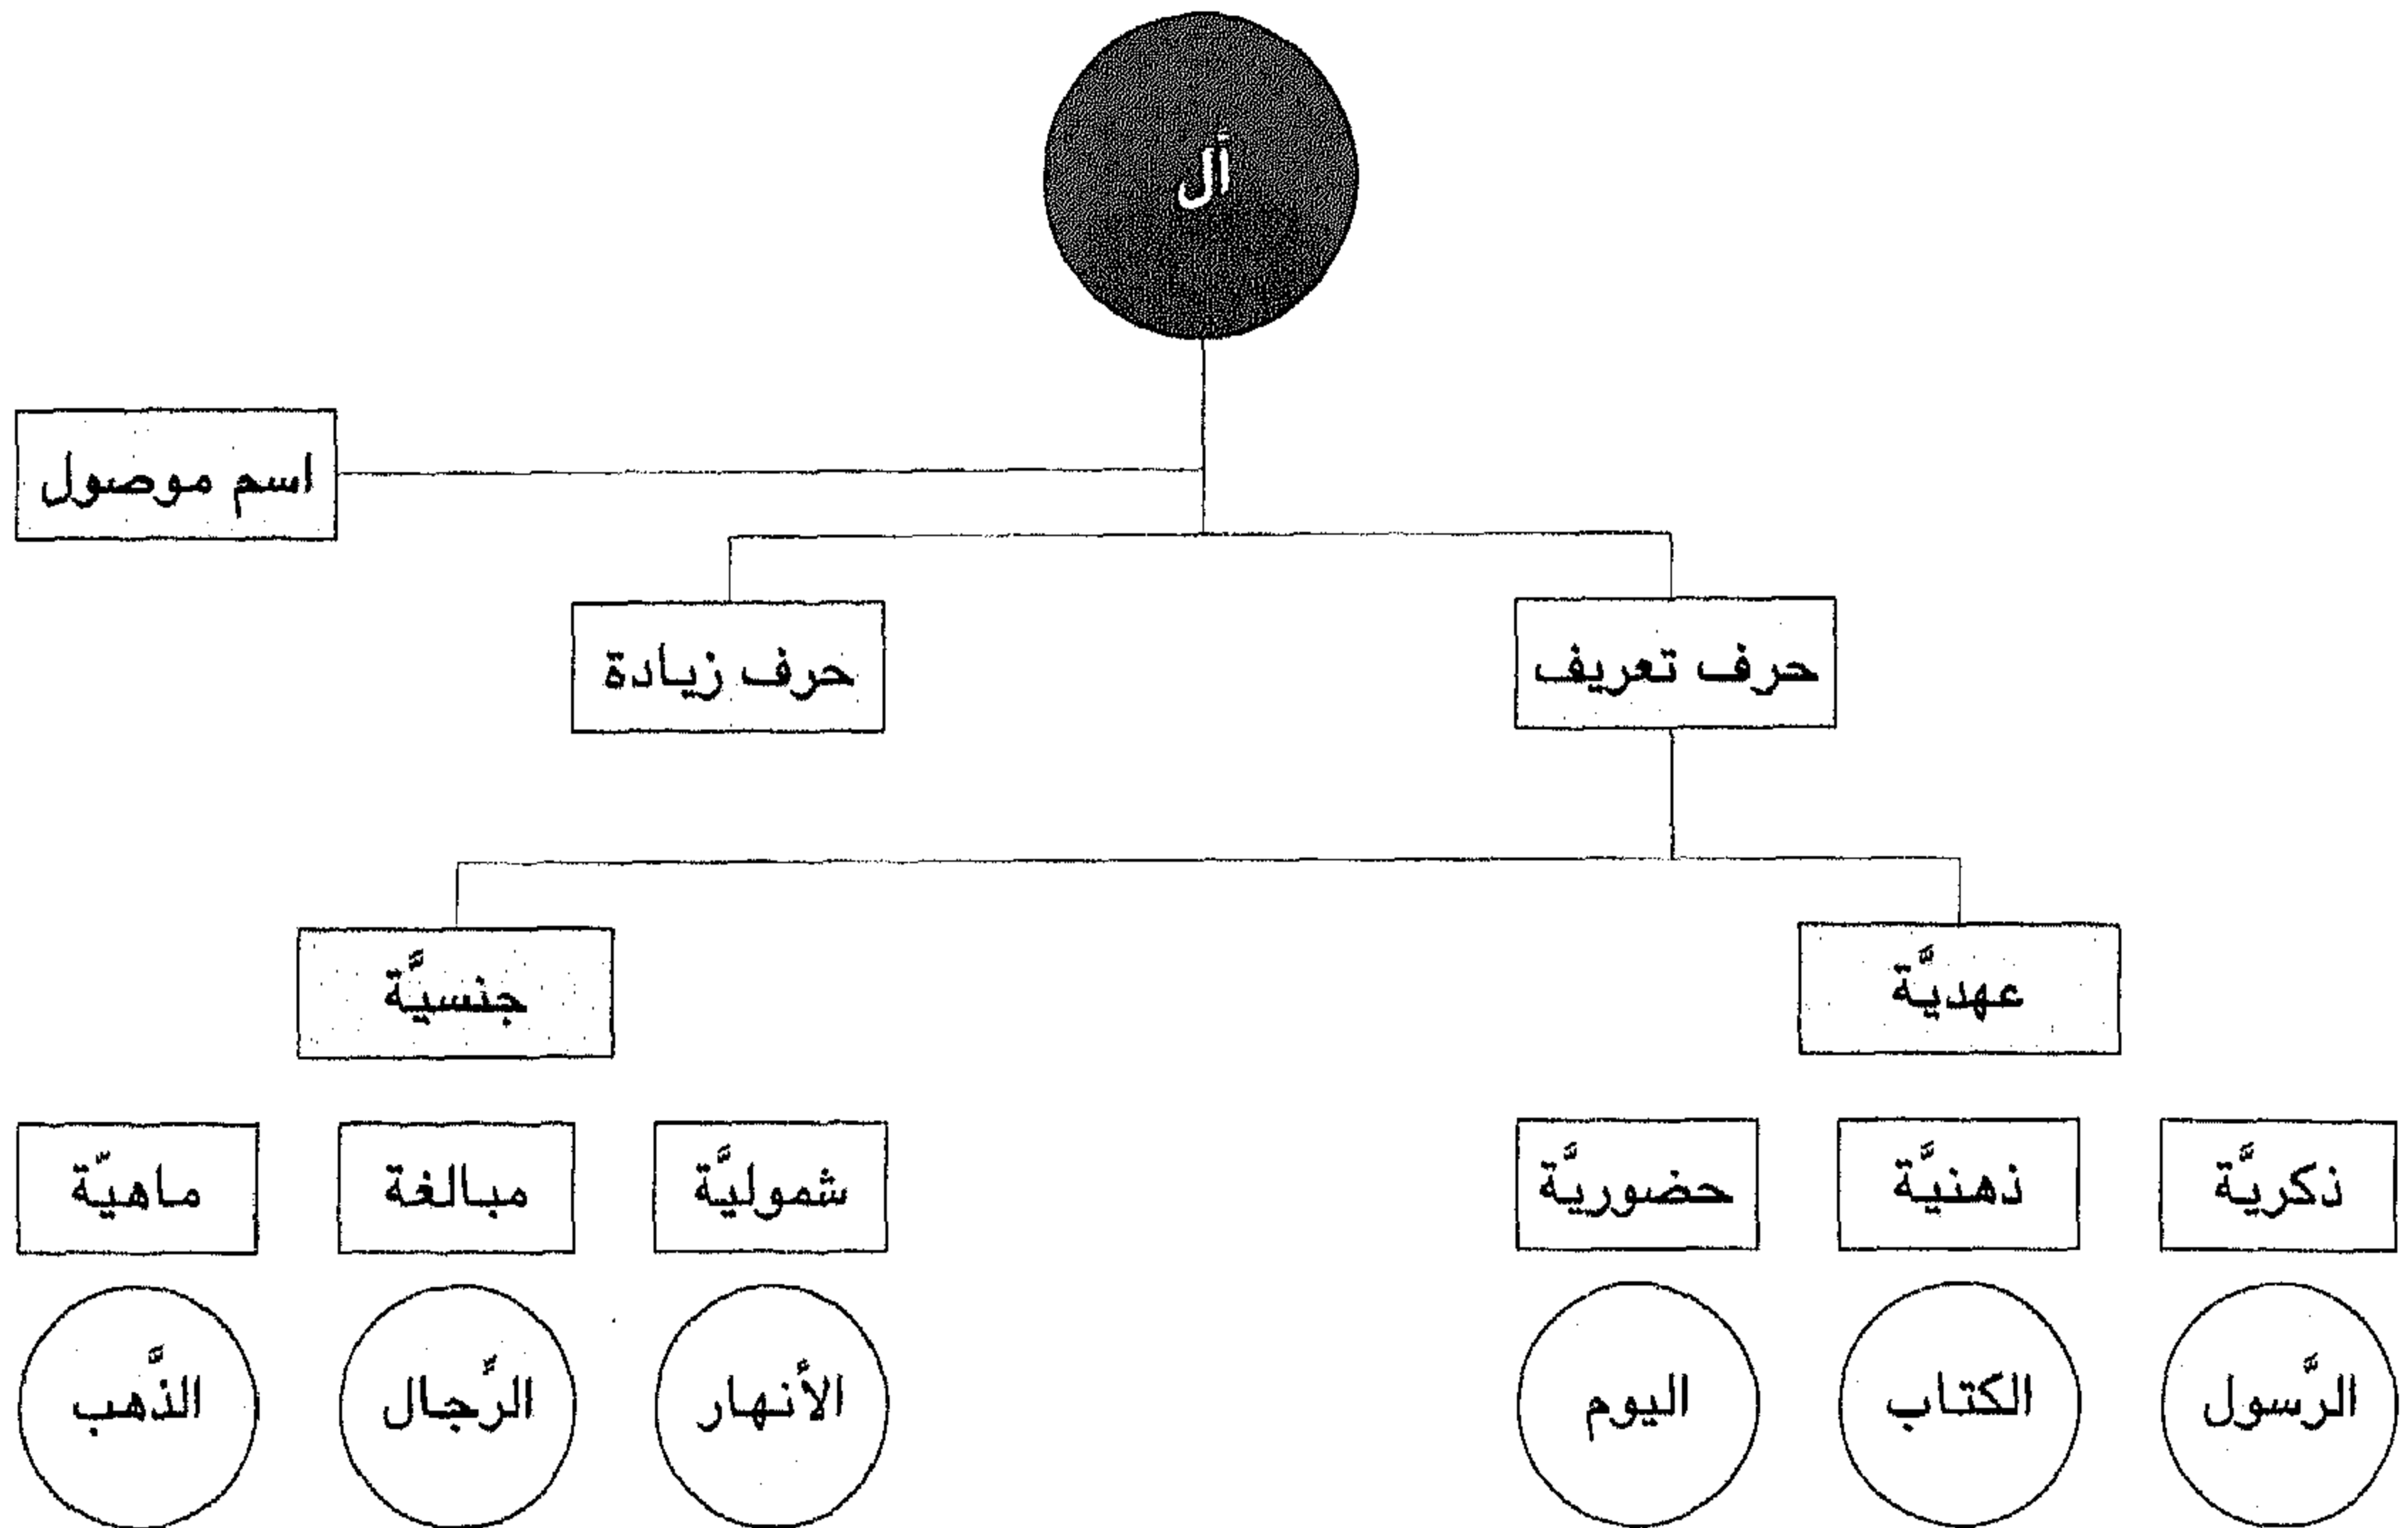 أل
اسم موصول
حرف تعريف
حرف زيادة
عهديَّة
جنسيَّة
ذكريَّة
ذهنيَّة
حضوريَّة
شموليَّة
مبالغة
ماهيّة
الرَّسول
الكتاب
اليوم
الأنهار
الرِّجال
الذَّهب